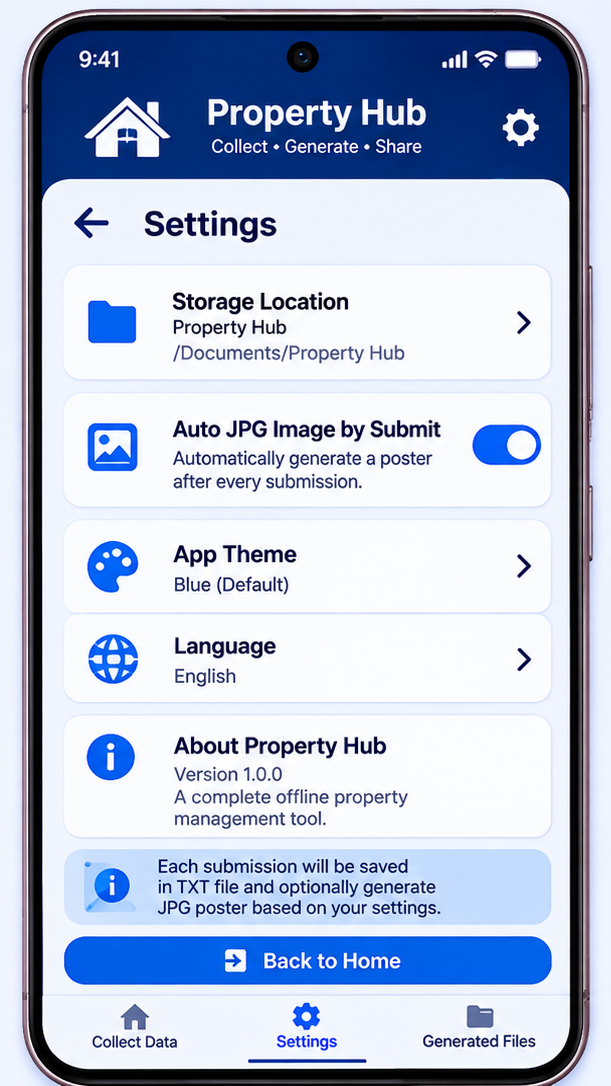 9:41
Property Hub
Collect • Generate • Share
Settings
Storage Location
Property Hub
/Documents/Property Hub
Auto JPG Image by Submit
Automatically generate a poster
after every submission.
App Theme
Blue (Default)
Language
English
About Property Hub
Version 1.0.0
A complete offline property
management tool.
Each submission will be saved
in TXT file and optionally generate
JPG poster based on your settings.
Back to Home
Collect Data
Settings
Generated Files